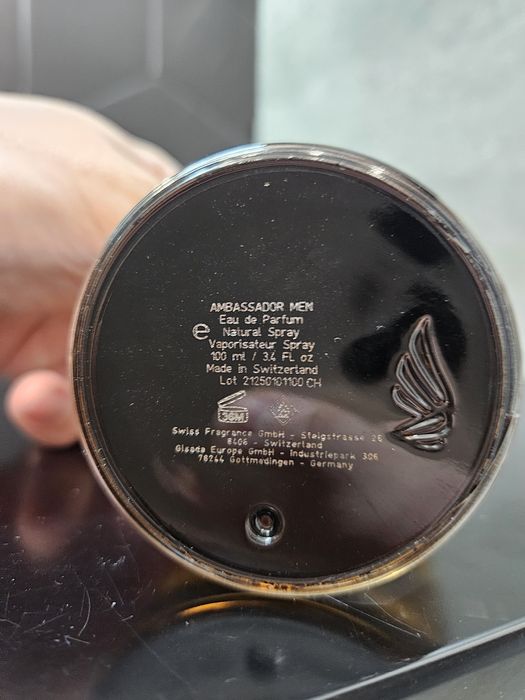 AMBASSADOR MEN
Eau de Parfum
℮ Natural Spray
Vaporisateur Spray
100 ml / 3.4 FL oz
Made in Switzerland
Lot 21250101100 CH
36M
Swiss Fragrance GmbH - Steigstrasse 26
8406 - Switzerland
Gisada Europe GmbH - Industriepark 306
78244 Gottmadingen - Germany